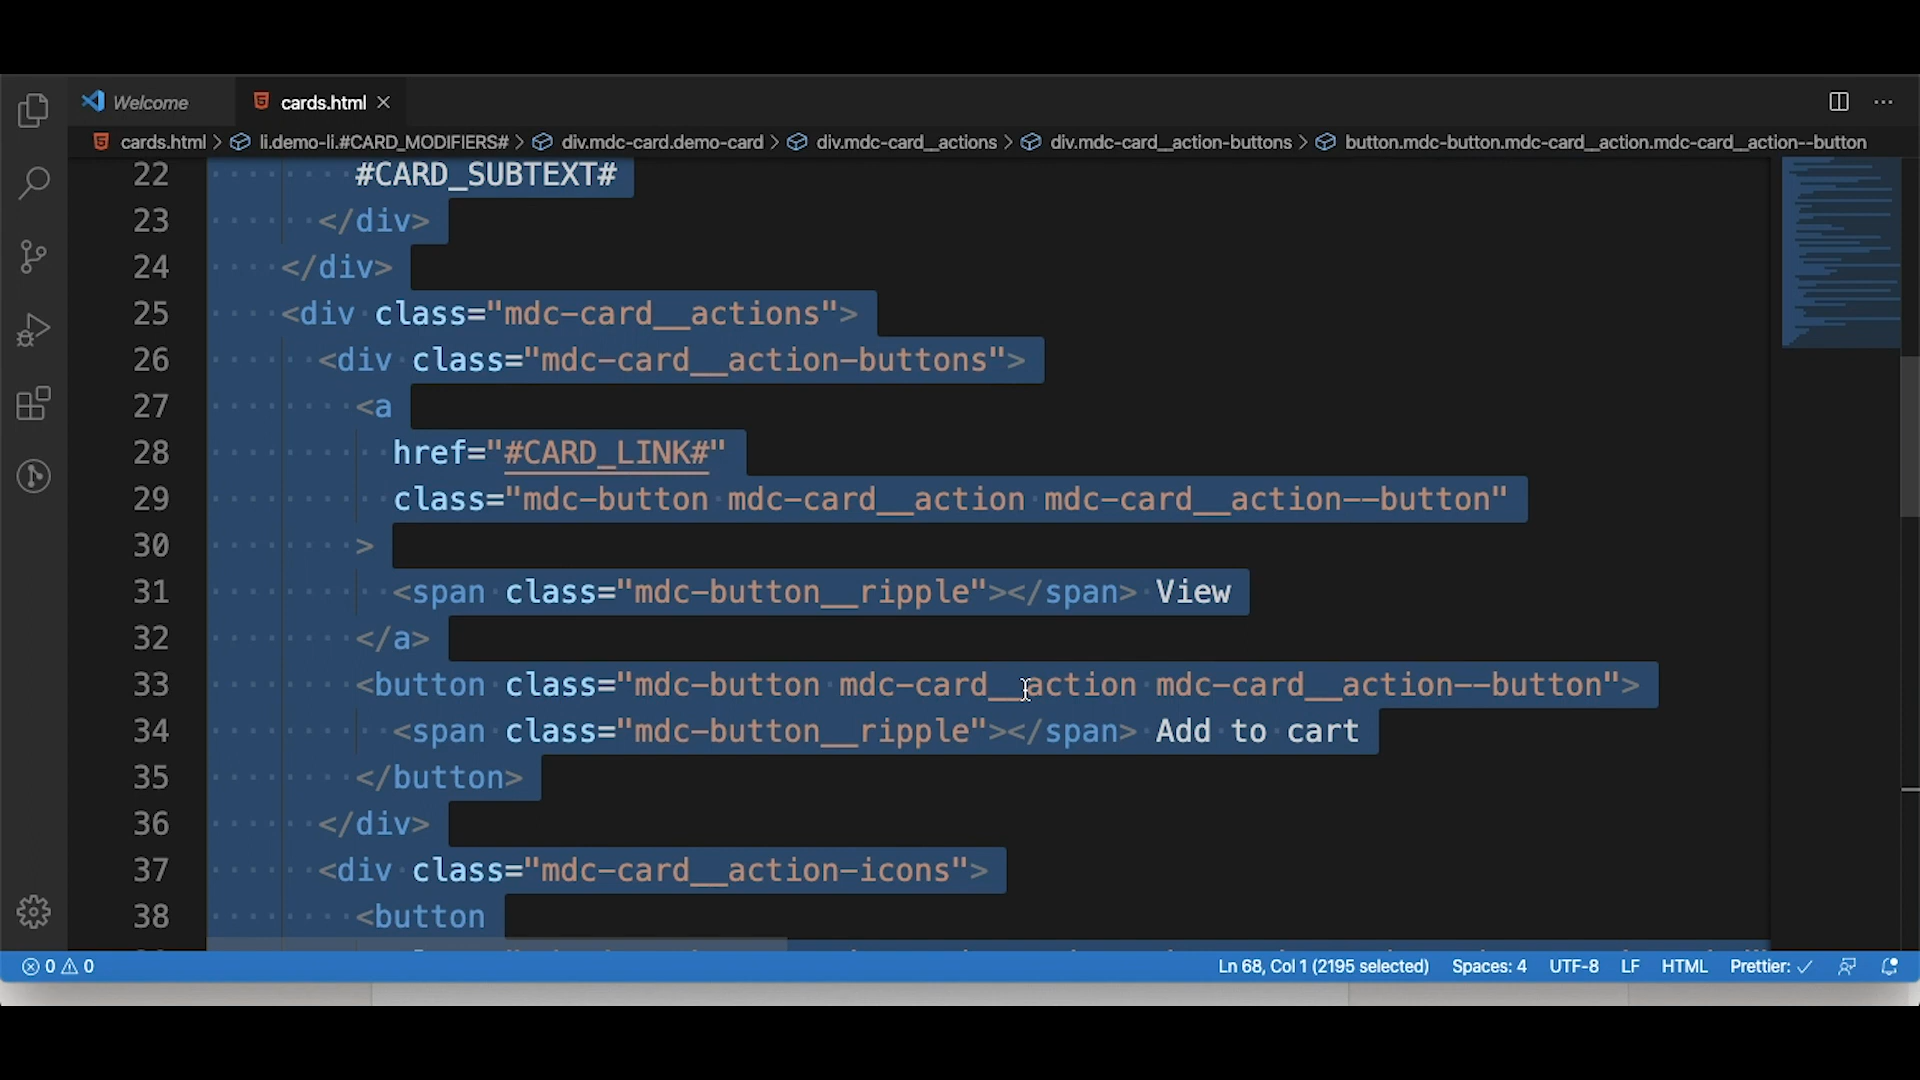 Welcome
cards.html
cards.html > li.demo-li.#CARD_MODIFIERS# > div.mdc-card.demo-card > div.mdc-card__actions > div.mdc-card__action-buttons > button.mdc-button.mdc-card__action.mdc-card__action--button
22 #CARD_SUBTEXT#
23 </div>
24 </div>
25 <div class="mdc-card__actions">
26 <div class="mdc-card__action-buttons">
27 <a
28 href="#CARD_LINK#"
29 class="mdc-button mdc-card__action mdc-card__action--button"
30 >
31 <span class="mdc-button__ripple"></span> View
32 </a>
33 <button class="mdc-button mdc-card__action mdc-card__action--button">
34 <span class="mdc-button__ripple"></span> Add to cart
35 </button>
36 </div>
37 <div class="mdc-card__action-icons">
38 <button
0 0 Ln 68, Col 1 (2195 selected) Spaces: 4 UTF-8 LF HTML Prettier: ✓